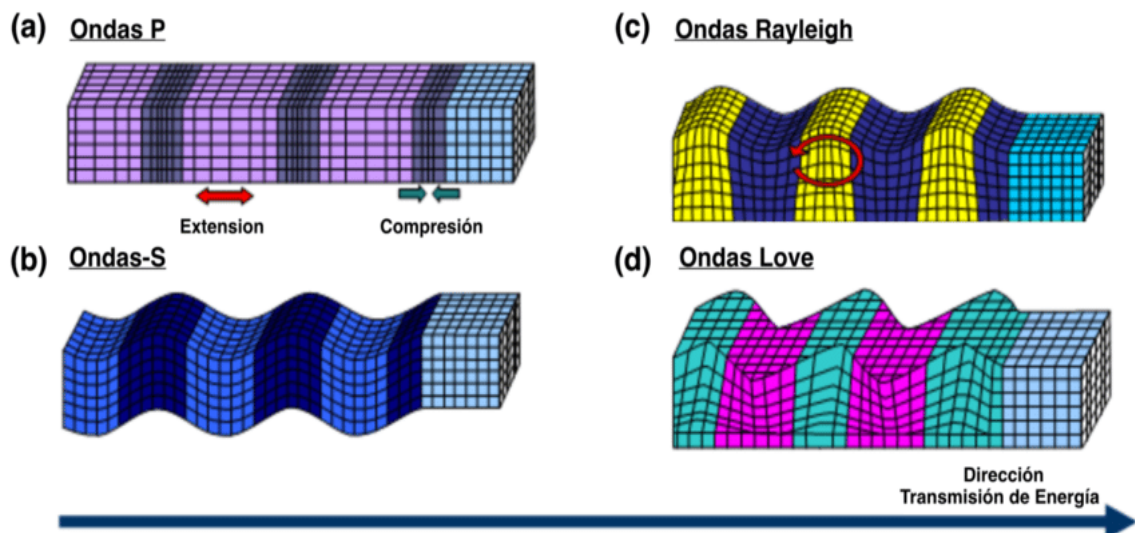 (a) Ondas P
Extension
Compresión
(b) Ondas-S
(c) Ondas Rayleigh
(d) Ondas Love
Dirección
Transmisión de Energía